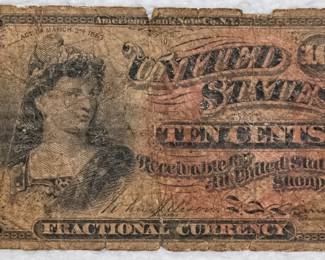 American Bank Note Co. N.Y.
ACT OF MARCH 3RD 1863.
UNITED
STATES
10
TEN CENTS
Receivable for
All United States
Stamps
FRACTIONAL CURRENCY